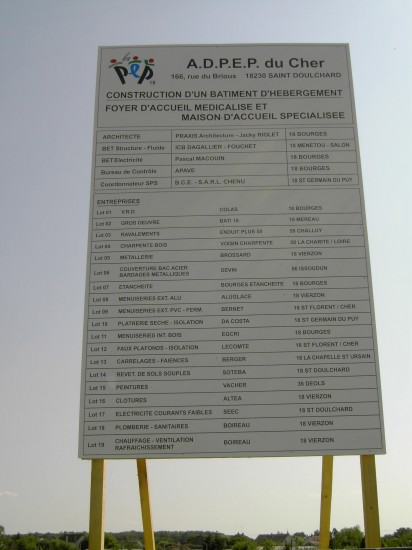 les
PEP
18
A.D.P.E.P. du Cher
166, rue du Briou 18230 SAINT DOULCHARD
CONSTRUCTION D'UN BATIMENT D'HEBERGEMENT
FOYER D'ACCUEIL MEDICALISE ET
MAISON D'ACCUEIL SPECIALISEE
ARCHITECTE PRAXIS Architecture - Jacky RIOLET 18 BOURGES
BET Structure - Fluide ICB DAGALLIER - FOUCHET 18 MENETOU - SALON
BET Electricité Pascal MACOUIN 18 BOURGES
Bureau de Contrôle APAVE 18 BOURGES
Coordonnateur SPS B.G.E. - S.A.R.L. CHENU 18 ST GERMAIN DU PUY
ENTREPRISES
Lot 01 V.R.D. COLAS 18 BOURGES
Lot 02 GROS OEUVRE BATI 18 18 MEREAU
Lot 03 RAVALEMENTS ENDUIT PLUS 58 58 CHALLUY
Lot 04 CHARPENTE BOIS VOISIN CHARPENTE 58 LA CHARITE / LOIRE
Lot 05 METALLERIE BROSSARD 18 VIERZON
Lot 06 COUVERTURE BAC ACIER
BARDAGES METALLIQUES DEVIN 36 ISSOUDUN
Lot 07 ETANCHEITE BOURGES ETANCHEITE 18 BOURGES
Lot 08 MENUISERIES EXT. ALU ALUGLACE 18 VIERZON
Lot 09 MENUISERIES EXT. PVC - FERM. BERNET 18 ST FLORENT / CHER
Lot 10 PLATRERIE SECHE - ISOLATION DA COSTA 18 ST GERMAIN DU PUY
Lot 11 MENUISERIES INT. BOIS EGCRI 18 BOURGES
Lot 12 FAUX PLAFONDS - ISOLATION LECOMTE 18 ST FLORENT / CHER
Lot 13 CARRELAGES - FAIENCES BERGER 18 LA CHAPELLE ST URSAIN
Lot 14 REVET. DE SOLS SOUPLES SOTEBA 18 ST DOULCHARD
Lot 15 PEINTURES VACHER 36 DEOLS
Lot 16 CLOTURES ALTEA 18 VIERZON
Lot 17 ELECTRICITE COURANTS FAIBLES SEEC 18 ST DOULCHARD
Lot 18 PLOMBERIE - SANITAIRES BOIREAU 18 VIERZON
Lot 19 CHAUFFAGE - VENTILATION
RAFRAICHISSEMENT BOIREAU 18 VIERZON